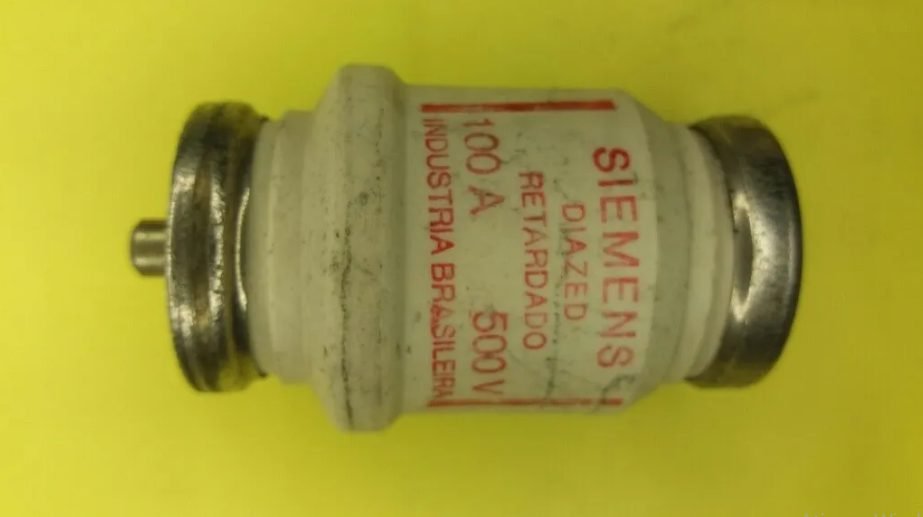 SIEMENS
DIAZED
RETARDADO
100 A 500 V
INDUSTRIA BRASILEIRA